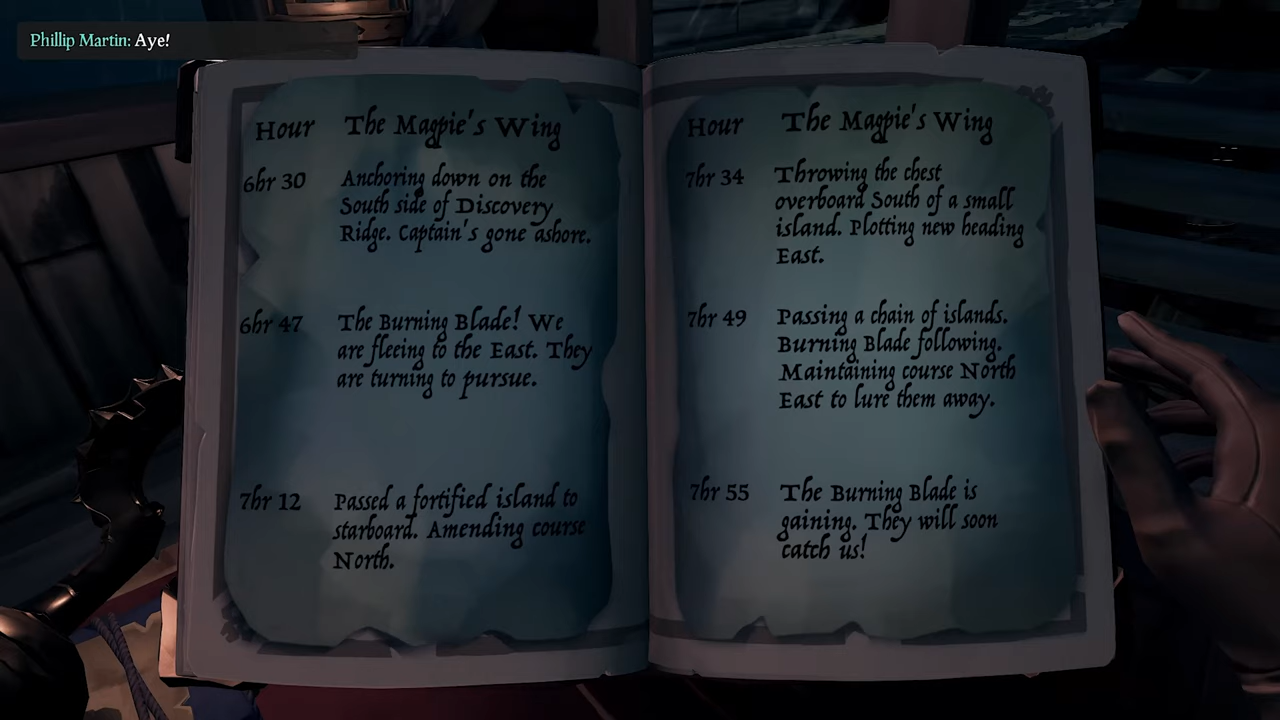 Phillip Martin: Aye!
Hour The Magpie's Wing
6hr 30 Anchoring down on the
South side of Discovery
Ridge. Captain's gone ashore.
6hr 47 The Burning Blade! We
are fleeing to the East. They
are turning to pursue.
7hr 12 Passed a fortified island to
starboard. Amending course
North.
Hour The Magpie's Wing
7hr 34 Throwing the chest
overboard South of a small
island. Plotting new heading
East.
7hr 49 Passing a chain of islands.
Burning Blade following.
Maintaining course North
East to lure them away.
7hr 55 The Burning Blade is
gaining. They will soon
catch us!